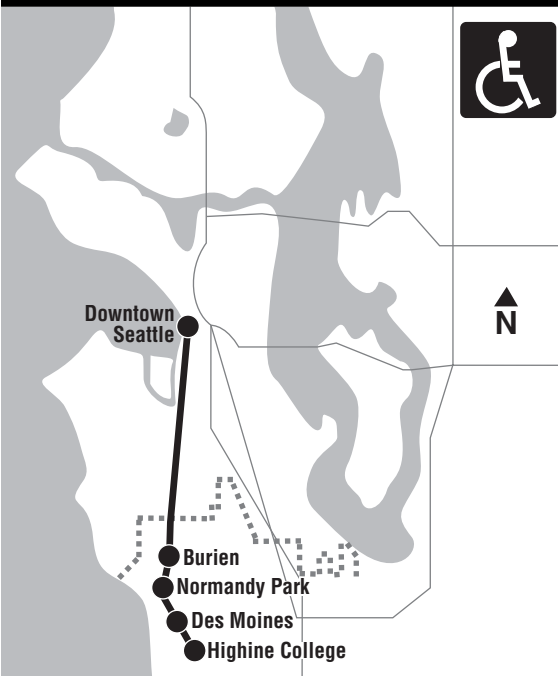 N
Downtown
Seattle
Burien
Normandy Park
Des Moines
Highine College